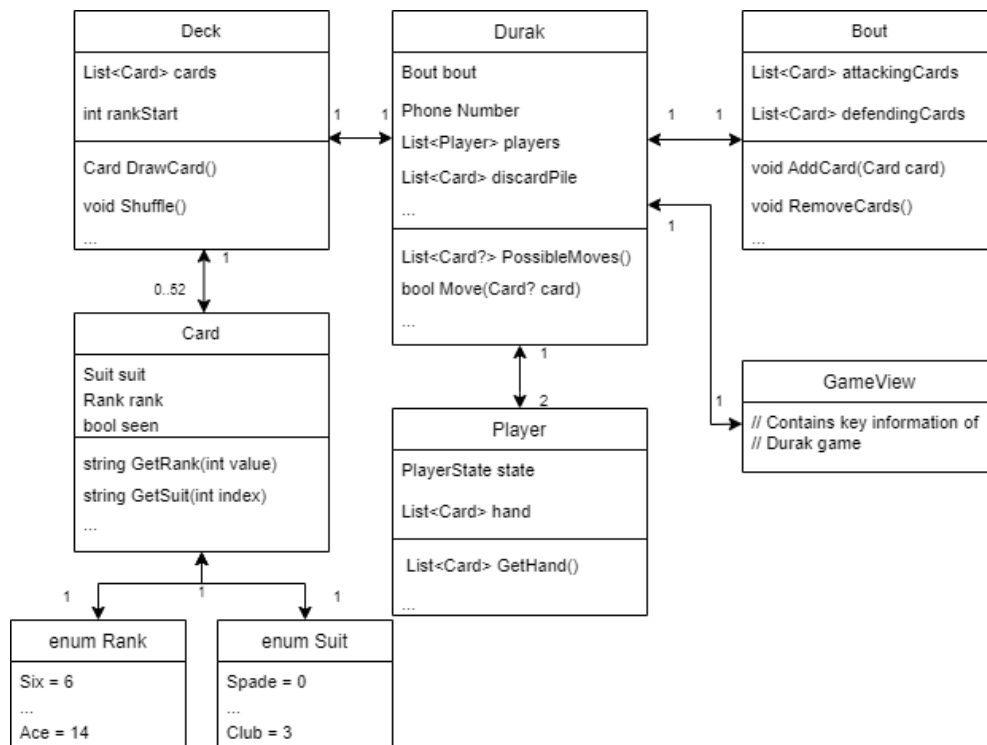 Deck
List<Card> cards
int rankStart
Card DrawCard()
void Shuffle()
...
1
1
Durak
Bout bout
Phone Number
List<Player> players
List<Card> discardPile
...
List<Card?> PossibleMoves()
bool Move(Card? card)
...
1
1
Bout
List<Card> attackingCards
List<Card> defendingCards
void AddCard(Card card)
void RemoveCards()
...
1
0..52
Card
Suit suit
Rank rank
bool seen
string GetRank(int value)
string GetSuit(int index)
...
1
2
Player
PlayerState state
List<Card> hand
List<Card> GetHand()
...
1
1
GameView
// Contains key information of
// Durak game
1
1
1
enum Rank
Six = 6
...
Ace = 14
enum Suit
Spade = 0
...
Club = 3